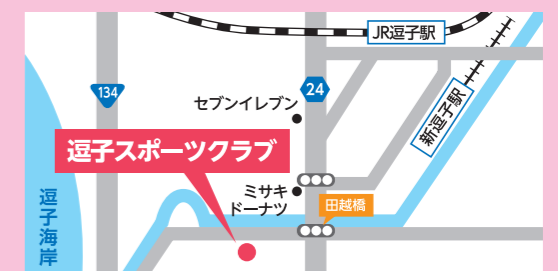 JR逗子駅
134
24
セブンイレブン
新逗子駅
逗子スポーツクラブ
ミサキ
ドーナツ
田越橋
逗子海岸